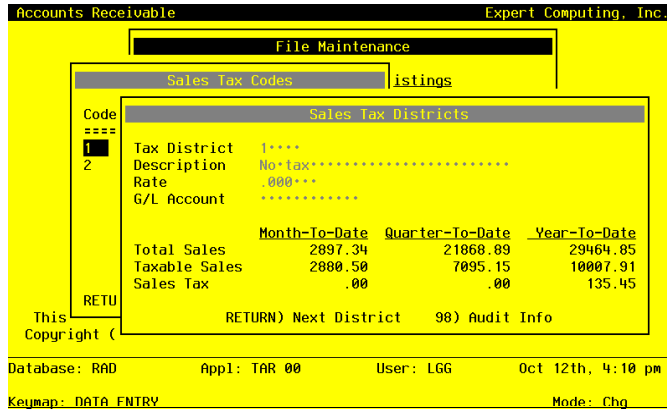 Accounts Receivable Expert Computing, Inc.
File Maintenance
Sales Tax Codes istings
Code Sales Tax Districts
====
1 Tax District 1••••
2 Description No•tax••••••••••••••••••••••••
Rate .000•••
G/L Account ••••••••••••
Month-To-Date Quarter-To-Date Year-To-Date
Total Sales 2897.34 21868.89 29464.85
Taxable Sales 2880.50 7095.15 10007.91
Sales Tax .00 .00 135.45
RETU
This RETURN) Next District 98) Audit Info
Copyright (
Database: RAD Appl: TAR 00 User: LGG Oct 12th, 4:10 pm
Keymap: DATA ENTRY Mode: Chg